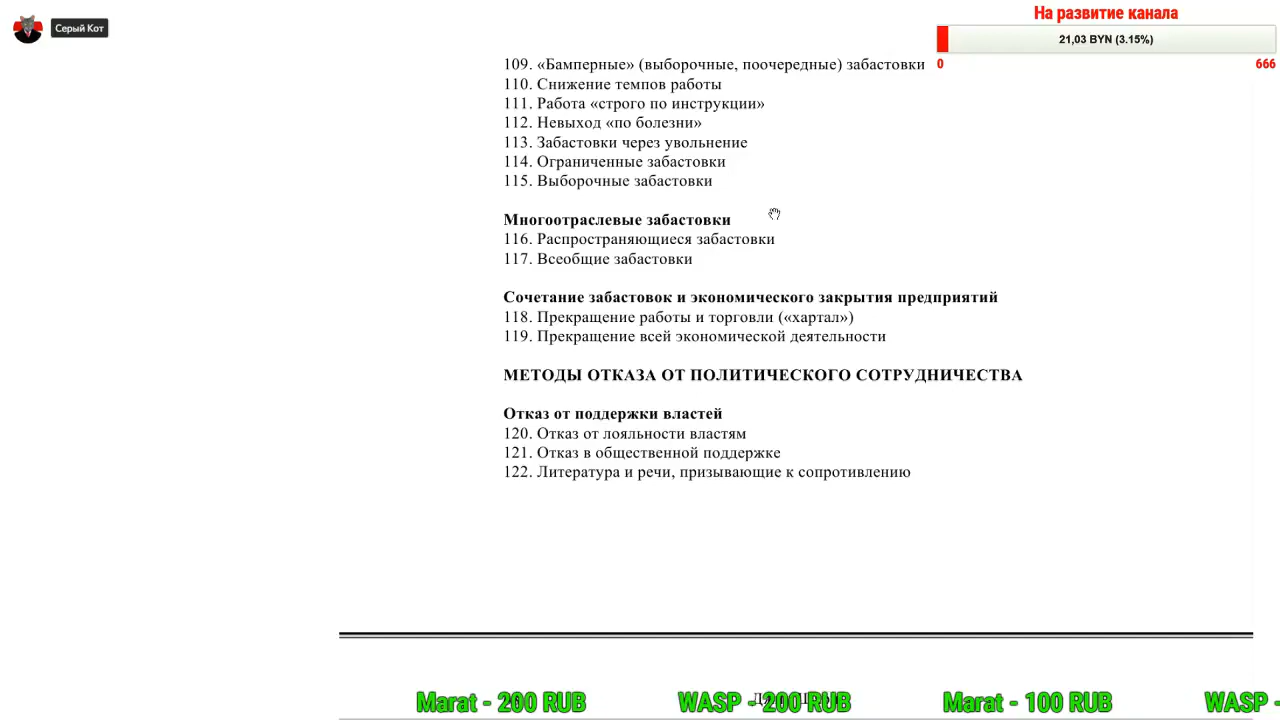 Серый Кот
На развитие канала
21,03 BYN (3.15%)
0
666
109. «Бамперные» (выборочные, поочередные) забастовки
110. Снижение темпов работы
111. Работа «строго по инструкции»
112. Невыход «по болезни»
113. Забастовки через увольнение
114. Ограниченные забастовки
115. Выборочные забастовки
Многоотраслевые забастовки
116. Распространяющиеся забастовки
117. Всеобщие забастовки
Сочетание забастовок и экономического закрытия предприятий
118. Прекращение работы и торговли («хартал»)
119. Прекращение всей экономической деятельности
МЕТОДЫ ОТКАЗА ОТ ПОЛИТИЧЕСКОГО СОТРУДНИЧЕСТВА
Отказ от поддержки властей
120. Отказ от лояльности властям
121. Отказ в общественной поддержке
122. Литература и речи, призывающие к сопротивлению
Marat - 200 RUB WASP - 200 RUB Marat - 100 RUB WASP -